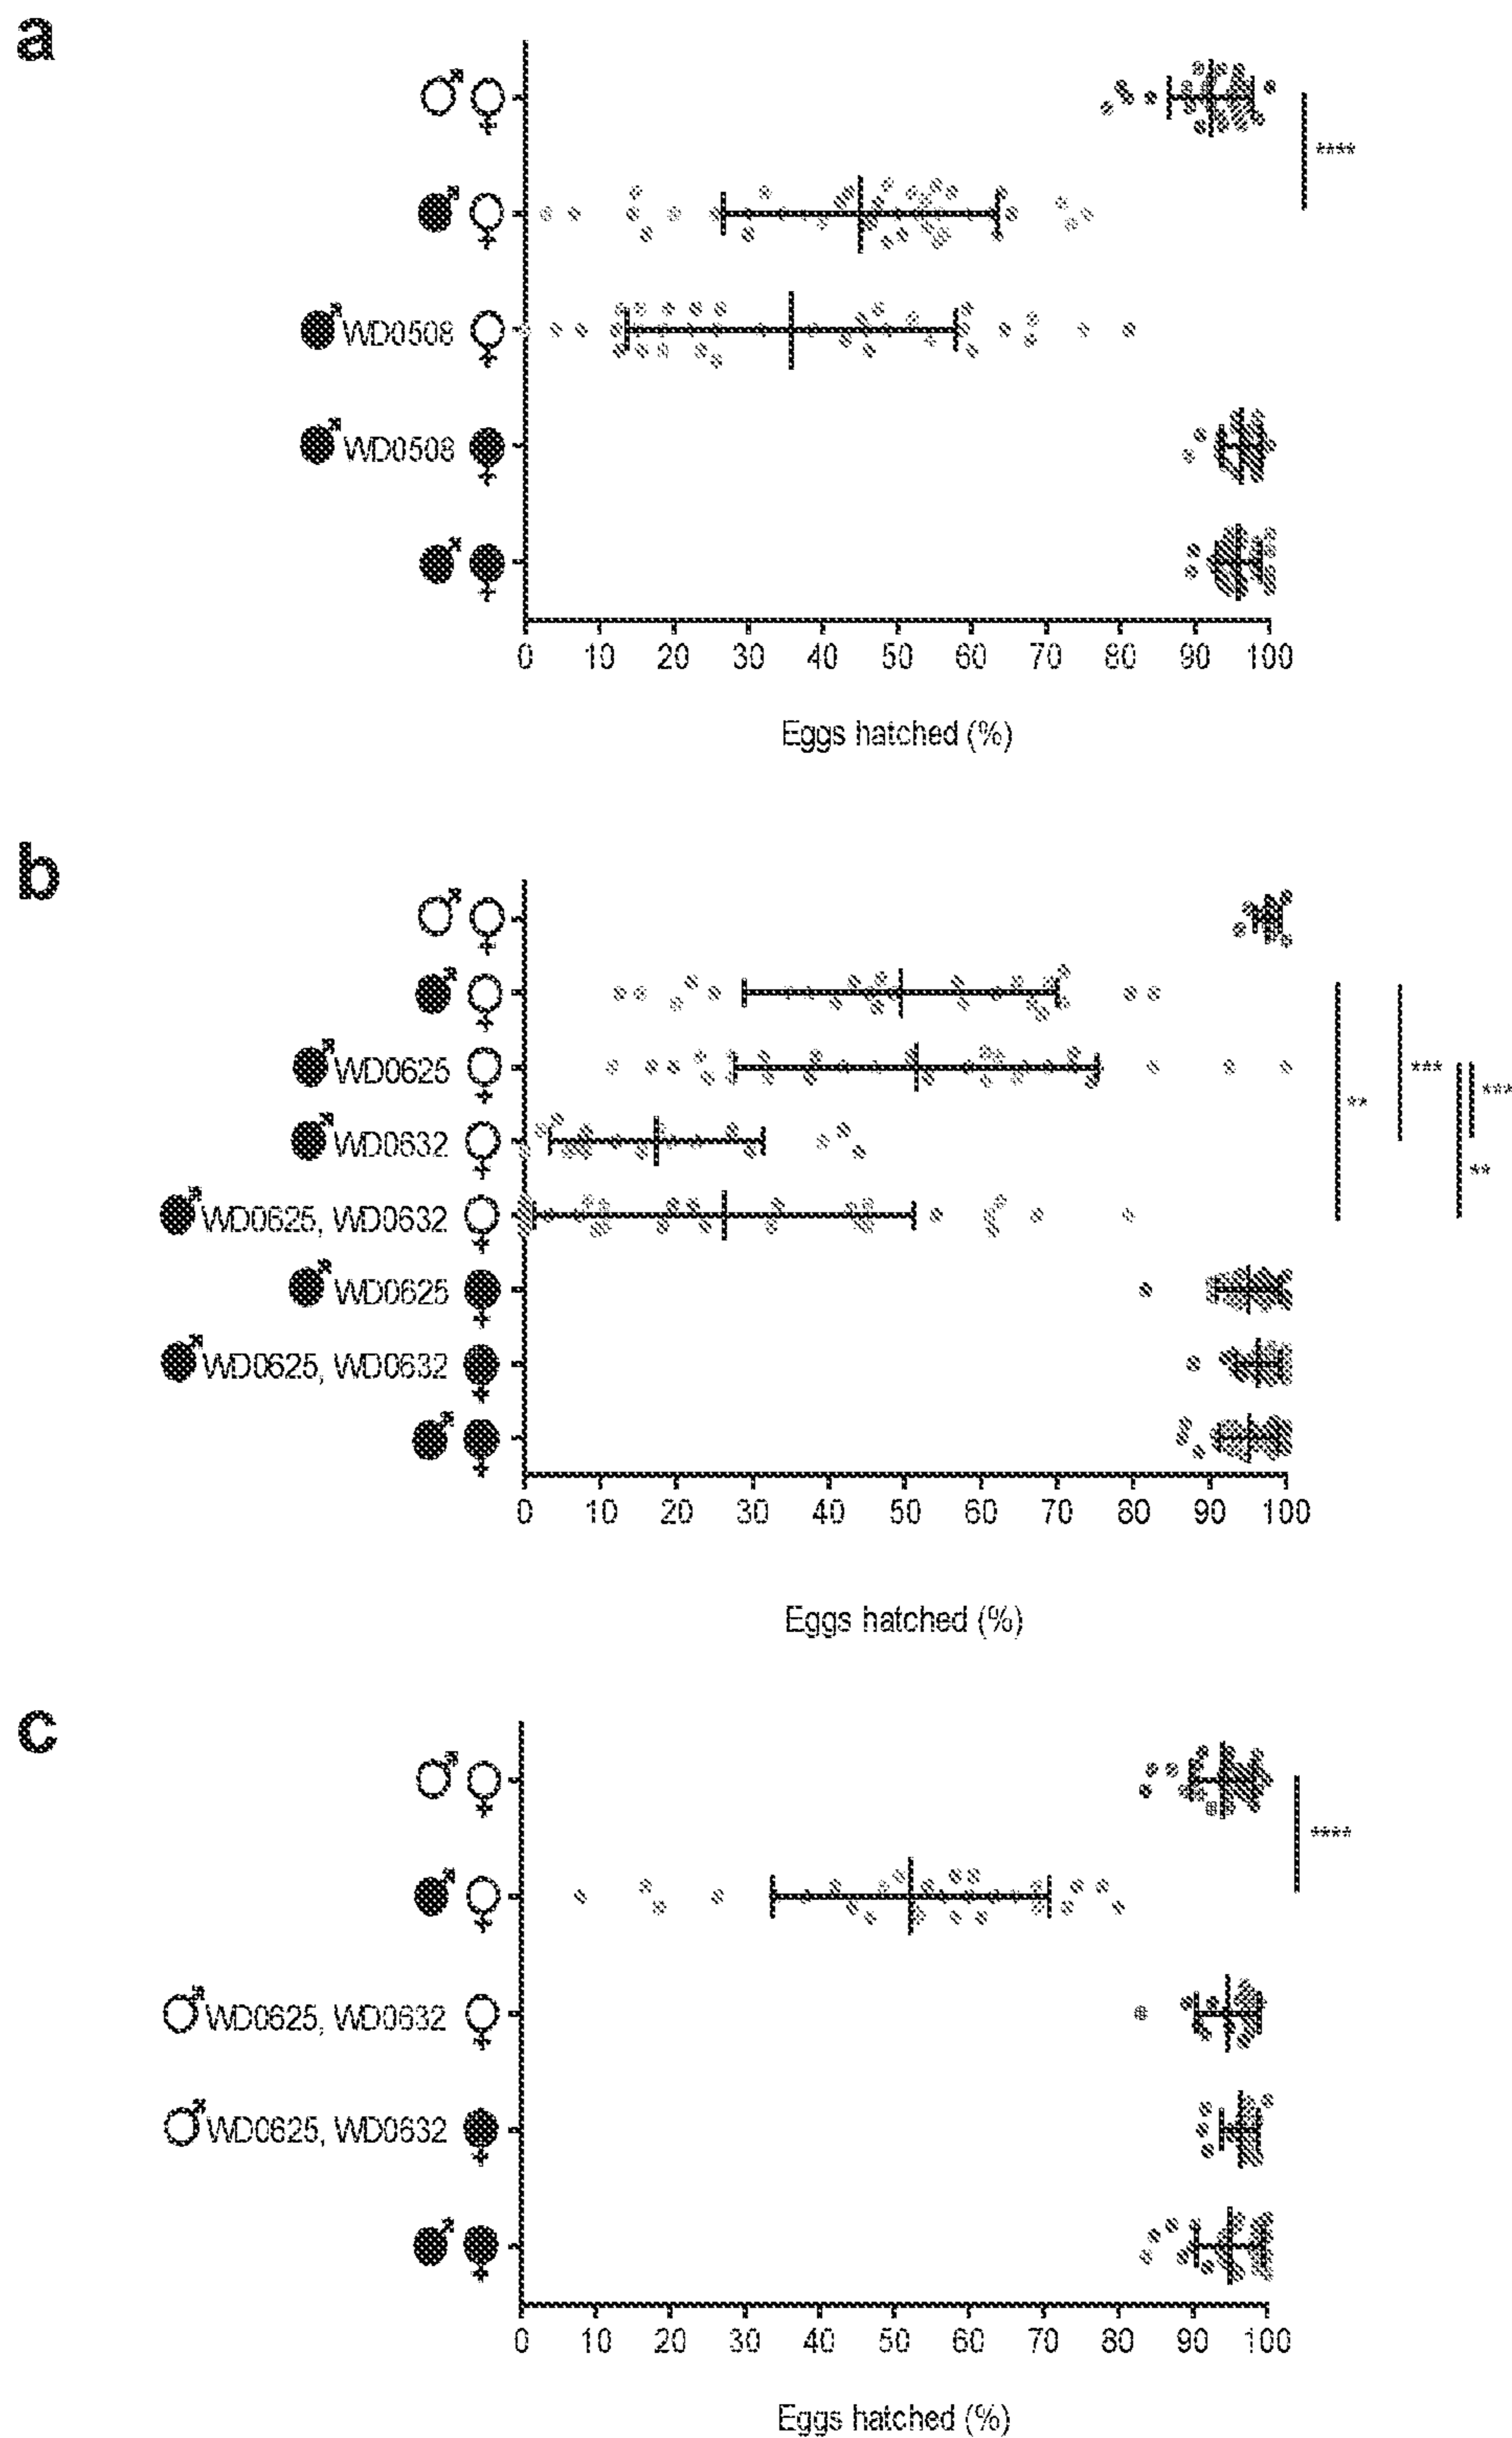 a
♂ ♀
****
♂ ♀
♂ WD0508 ♀
♂ WD0508 ♀
♂ ♀
0 10 20 30 40 50 60 70 80 90 100
Eggs hatched (%)
b
♂ ♀
♂ ♀
♂ WD0625 ♀
***
***
**
♂ WD0632 ♀
**
♂ WD0625, WD0632 ♀
♂ WD0625 ♀
♂ WD0625, WD0632 ♀
♂ ♀
0 10 20 30 40 50 60 70 80 90 100
Eggs hatched (%)
c
♂ ♀
****
♂ ♀
♂ WD0625, WD0632 ♀
♂ WD0625, WD0632 ♀
♂ ♀
0 10 20 30 40 50 60 70 80 90 100
Eggs hatched (%)